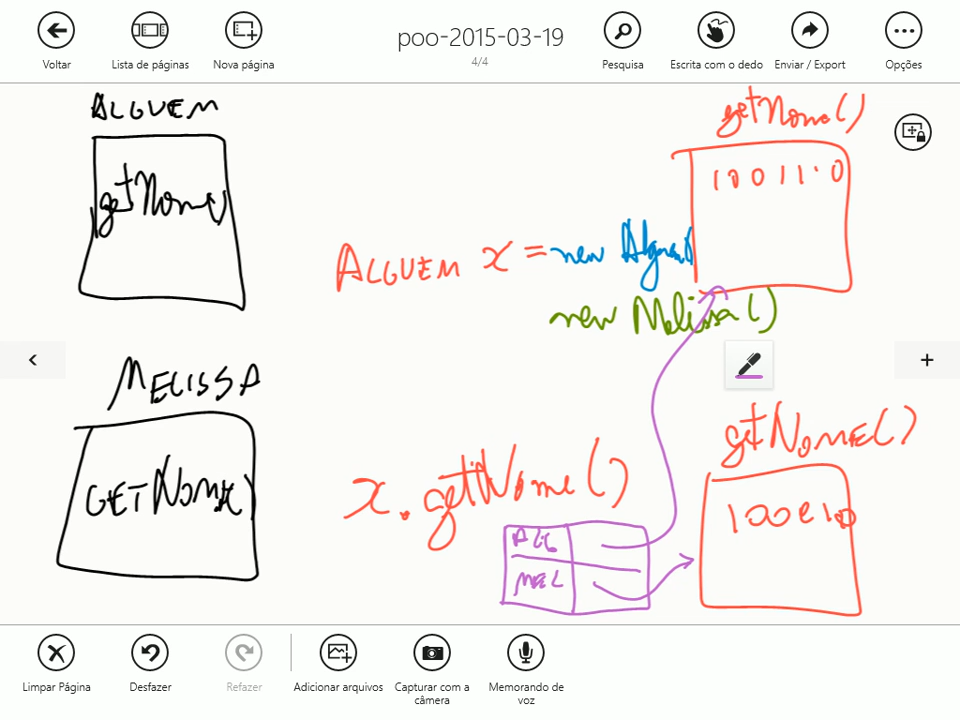 Voltar
Lista de páginas
Nova página
poo-2015-03-19
4/4
Pesquisa
Escrita com o dedo
Enviar / Export
Opções
ALGUEM
getNome()
getNome()
10011.0
ALGUEM x = new Alguem(
new Melissa()
MELISSA
GETNOME()
x.getNome()
ALG
MEL
getNOME()
100e10
Limpar Página
Desfazer
Refazer
Adicionar arquivos
Capturar com a
câmera
Memorando de
voz